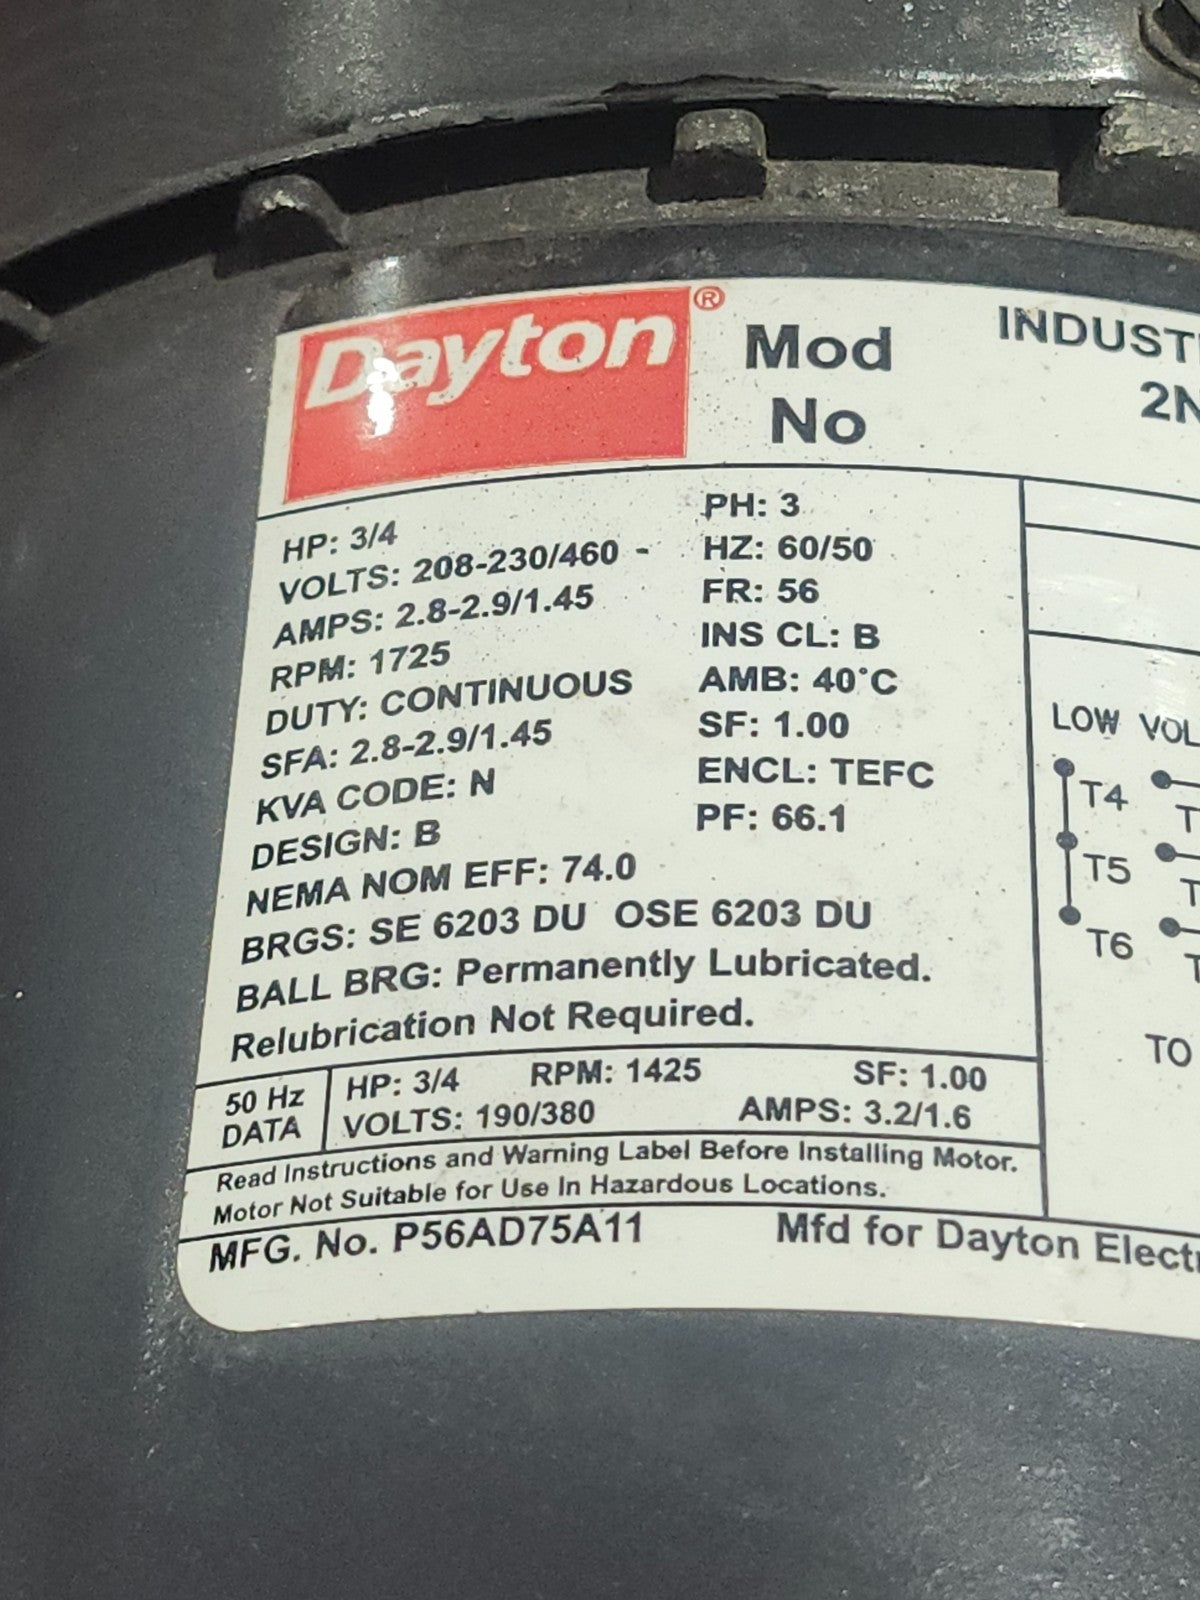 Dayton®
Mod
No
INDUST
2N
HP: 3/4
VOLTS: 208-230/460 -
AMPS: 2.8-2.9/1.45
RPM: 1725
DUTY: CONTINUOUS
SFA: 2.8-2.9/1.45
KVA CODE: N
DESIGN: B
NEMA NOM EFF: 74.0
PH: 3
HZ: 60/50
FR: 56
INS CL: B
AMB: 40°C
SF: 1.00
ENCL: TEFC
PF: 66.1
BRGS: SE 6203 DU OSE 6203 DU
BALL BRG: Permanently Lubricated.
Relubrication Not Required.
50 Hz
DATA
HP: 3/4 RPM: 1425 SF: 1.00
VOLTS: 190/380 AMPS: 3.2/1.6
Read Instructions and Warning Label Before Installing Motor.
Motor Not Suitable for Use In Hazardous Locations.
MFG. No. P56AD75A11 Mfd for Dayton Electr
LOW VOL
T4
T5
T6
T
T
T
TO